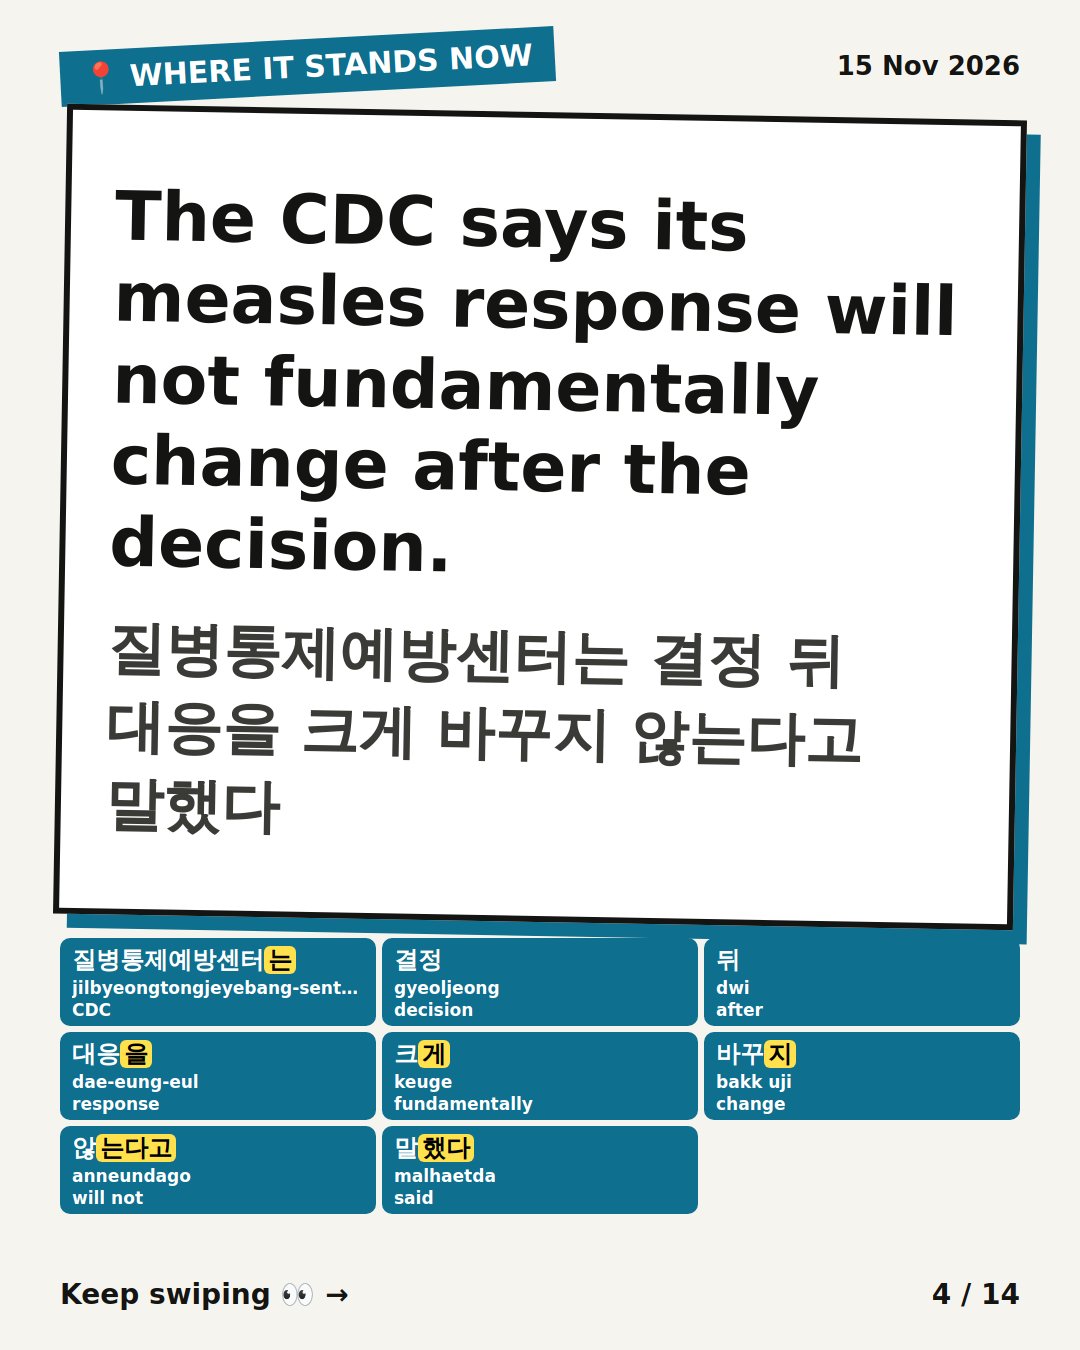 📍 WHERE IT STANDS NOW
15 Nov 2026
The CDC says its
measles response will
not fundamentally
change after the
decision.
질병통제예방센터는 결정 뒤
대응을 크게 바꾸지 않는다고
말했다
질병통제예방센터는
jilbyeongtongjeyebang-sent…
CDC
결정
gyeoljeong
decision
뒤
dwi
after
대응을
dae-eung-eul
response
크게
keuge
fundamentally
바꾸지
bakk uji
change
않는다고
anneundago
will not
말했다
malhaetda
said
Keep swiping 👀 →
4 / 14